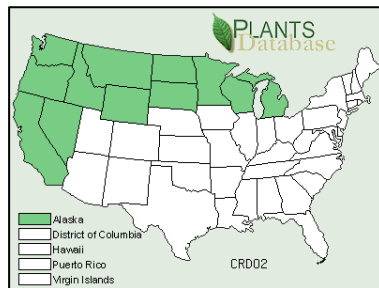 PLANTS
Database
Alaska
District of Columbia
Hawaii
Puerto Rico
Virgin Islands
CRDO2